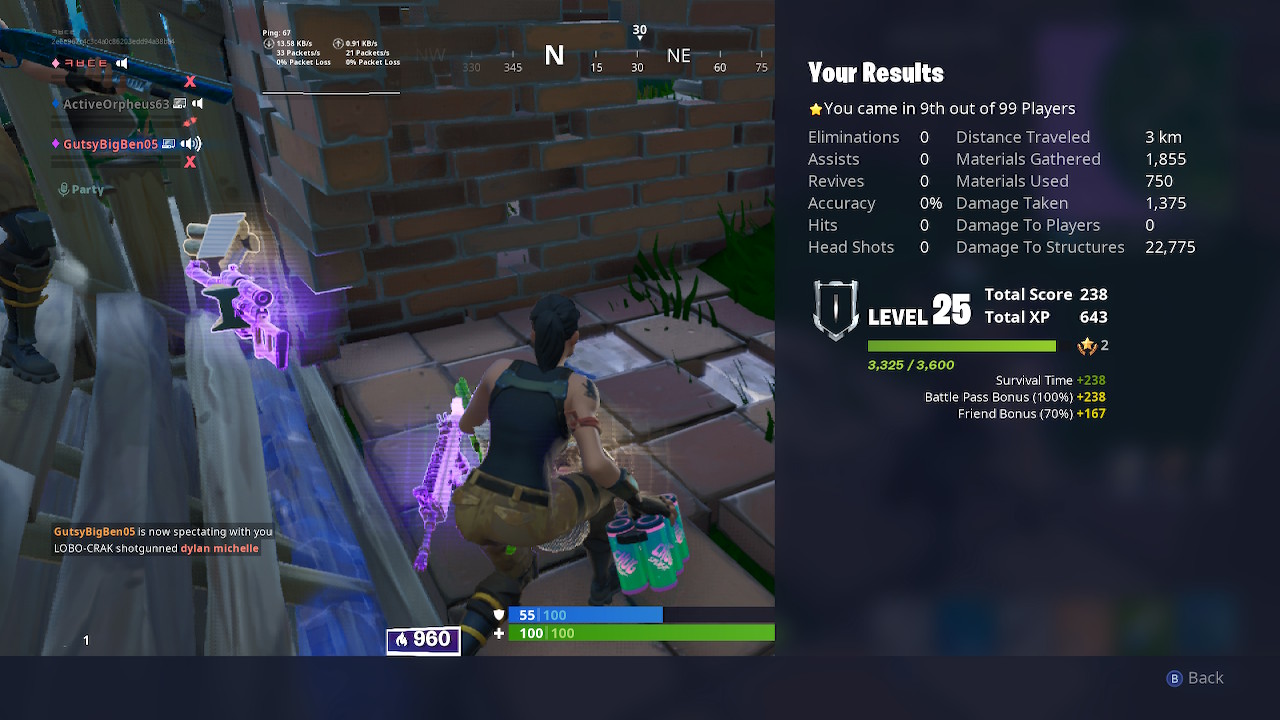 Ping: 67
13.58 KB/s 0.91 KB/s
33 Packets/s 21 Packets/s
0% Packet Loss 0% Packet Loss
30
NW N NE
330 345 15 30 60 75
ㅋㅂㄷㄷ
ActiveOrpheus63
GutsyBigBen05
Party
GutsyBigBen05 is now spectating with you
LOBO-CRAK shotgunned dylan michelle
1
960
55 | 100
100 | 100
Your Results
You came in 9th out of 99 Players
Eliminations 0 Distance Traveled 3 km
Assists 0 Materials Gathered 1,855
Revives 0 Materials Used 750
Accuracy 0% Damage Taken 1,375
Hits 0 Damage To Players 0
Head Shots 0 Damage To Structures 22,775
LEVEL 25
Total Score 238
Total XP 643
2
3,325 / 3,600
Survival Time +238
Battle Pass Bonus (100%) +238
Friend Bonus (70%) +167
B Back